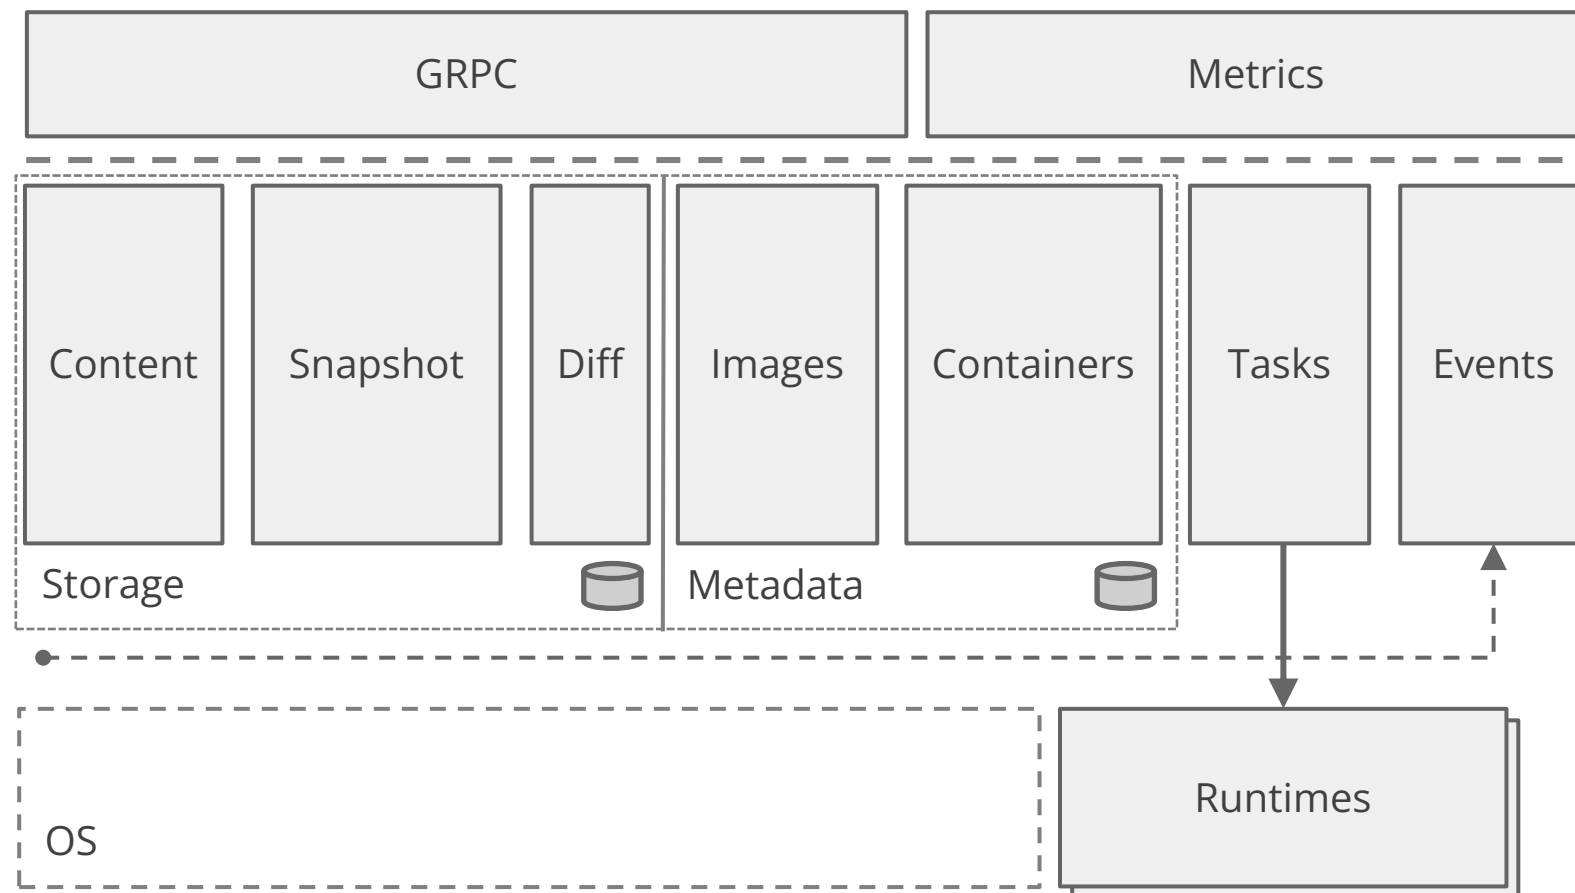 GRPC
Metrics
Content
Snapshot
Diff
Images
Containers
Tasks
Events
Storage
Metadata
Runtimes
OS